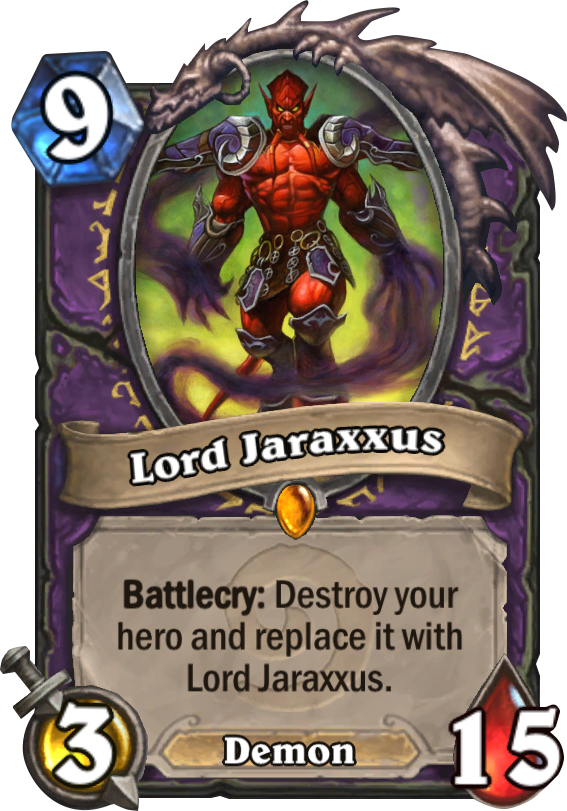 9
Lord Jaraxxus
Battlecry: Destroy your
hero and replace it with
Lord Jaraxxus.
3
Demon
15